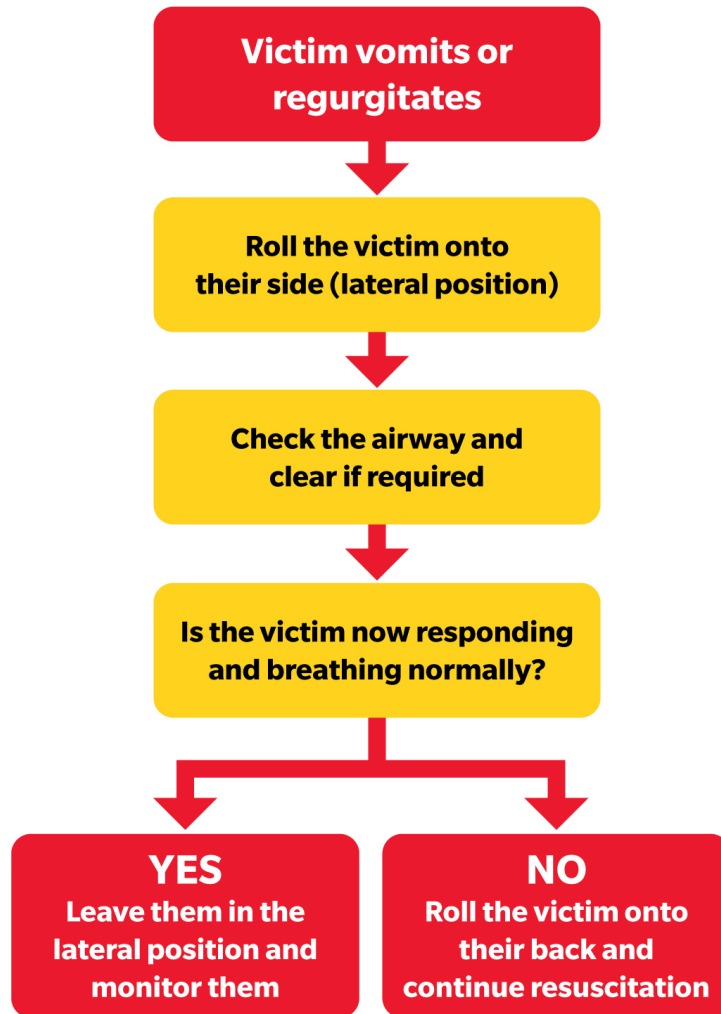 Victim vomits or
regurgitates
Roll the victim onto
their side (lateral position)
Check the airway and
clear if required
Is the victim now responding
and breathing normally?
YES
Leave them in the
lateral position and
monitor them
NO
Roll the victim onto
their back and
continue resuscitation